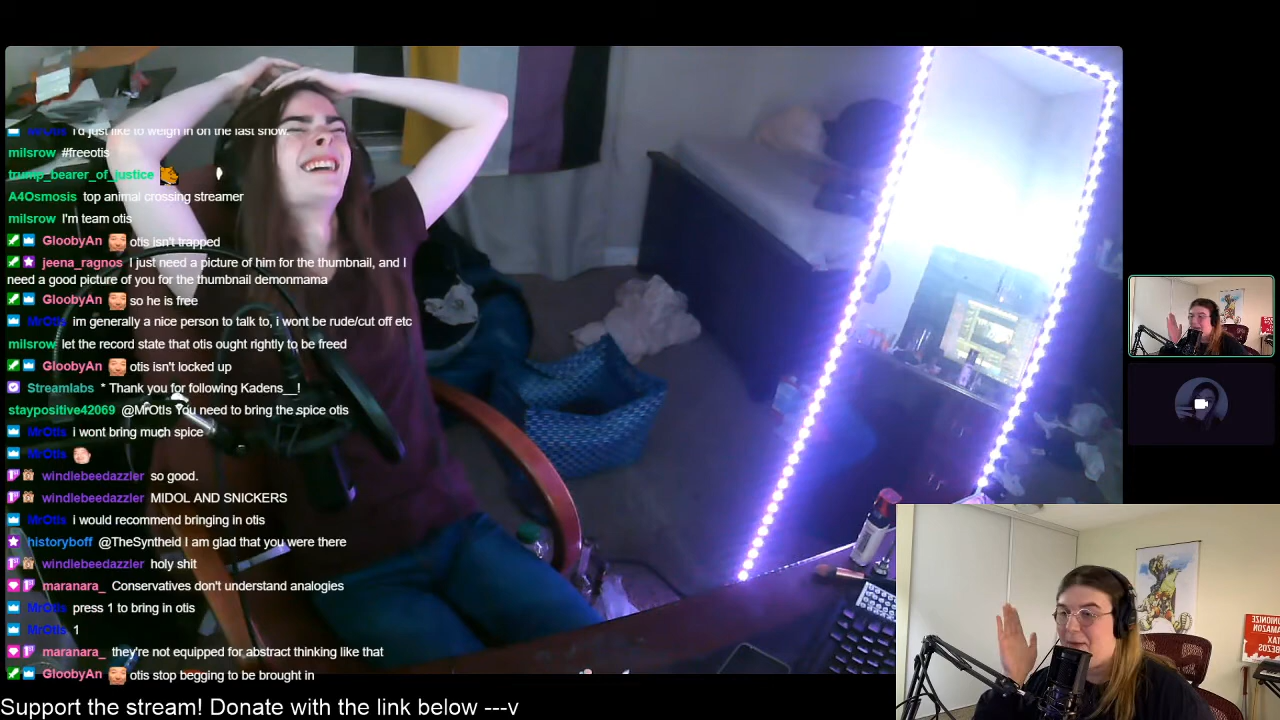 MrOtis I'd just like to weigh in on the last show.
milsrow #freeotis
trump_bearer_of_justice
A4Osmosis top animal crossing streamer
milsrow I'm team otis
GloobyAn otis isn't trapped
jeena_ragnos I just need a picture of him for the thumbnail, and I
need a good picture of you for the thumbnail demonmama
GloobyAn so he is free
MrOtis im generally a nice person to talk to, i wont be rude/cut off etc
milsrow let the record state that otis ought rightly to be freed
GloobyAn otis isn't locked up
Streamlabs * Thank you for following Kadens__!
staypositive42069 @MrOtis You need to bring the spice otis
MrOtis i wont bring much spice
MrOtis
windlebeedazzler so good.
windlebeedazzler MIDOL AND SNICKERS
MrOtis i would recommend bringing in otis
historyboff @TheSyntheid I am glad that you were there
windlebeedazzler holy shit
maranara_ Conservatives don't understand analogies
MrOtis press 1 to bring in otis
MrOtis 1
maranara_ they're not equipped for abstract thinking like that
GloobyAn otis stop begging to be brought in
Support the stream! Donate with the link below ---v
UNIONIZE
AMAZON
TAX
BEZOS